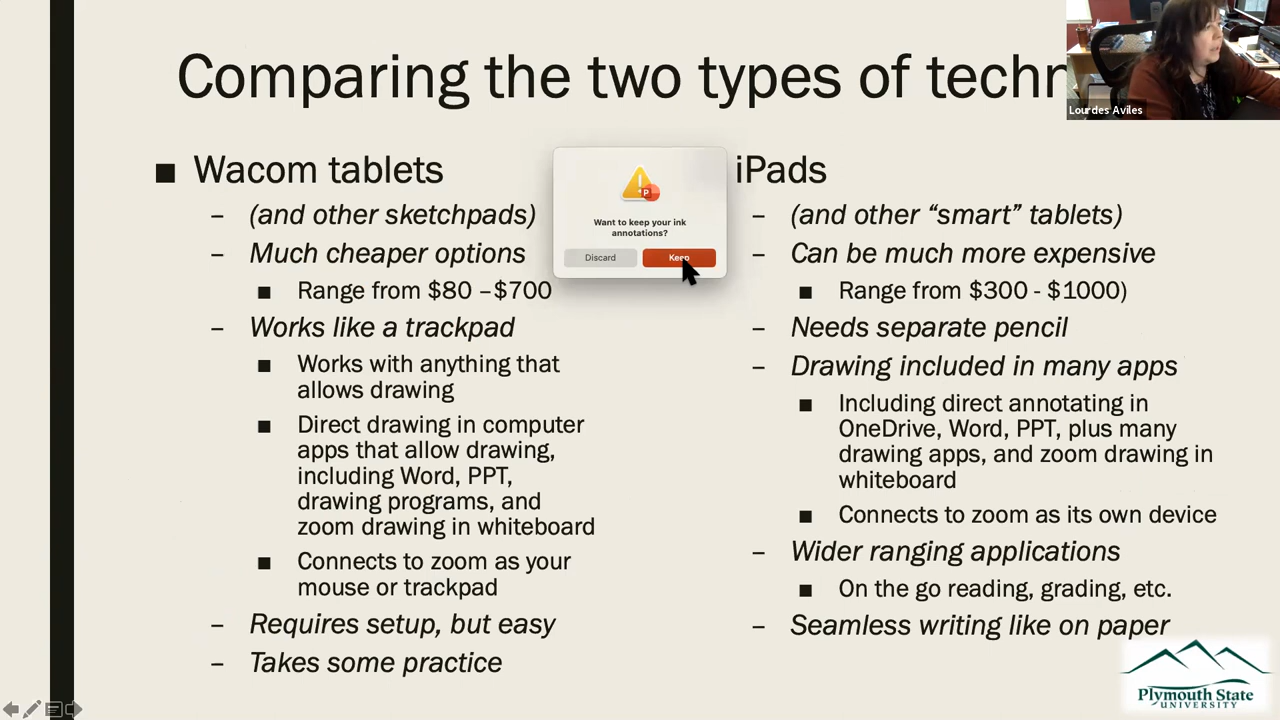 Comparing the two types of techn
Lourdes Aviles
■ Wacom tablets
– (and other sketchpads)
– Much cheaper options
■ Range from $80 –$700
– Works like a trackpad
■ Works with anything that
allows drawing
■ Direct drawing in computer
apps that allow drawing,
including Word, PPT,
drawing programs, and
zoom drawing in whiteboard
■ Connects to zoom as your
mouse or trackpad
– Requires setup, but easy
– Takes some practice
Want to keep your ink
annotations?
Discard
Keep
iPads
– (and other “smart” tablets)
– Can be much more expensive
■ Range from $300 - $1000)
– Needs separate pencil
– Drawing included in many apps
■ Including direct annotating in
OneDrive, Word, PPT, plus many
drawing apps, and zoom drawing in
whiteboard
■ Connects to zoom as its own device
– Wider ranging applications
■ On the go reading, grading, etc.
– Seamless writing like on paper
Plymouth State
UNIVERSITY